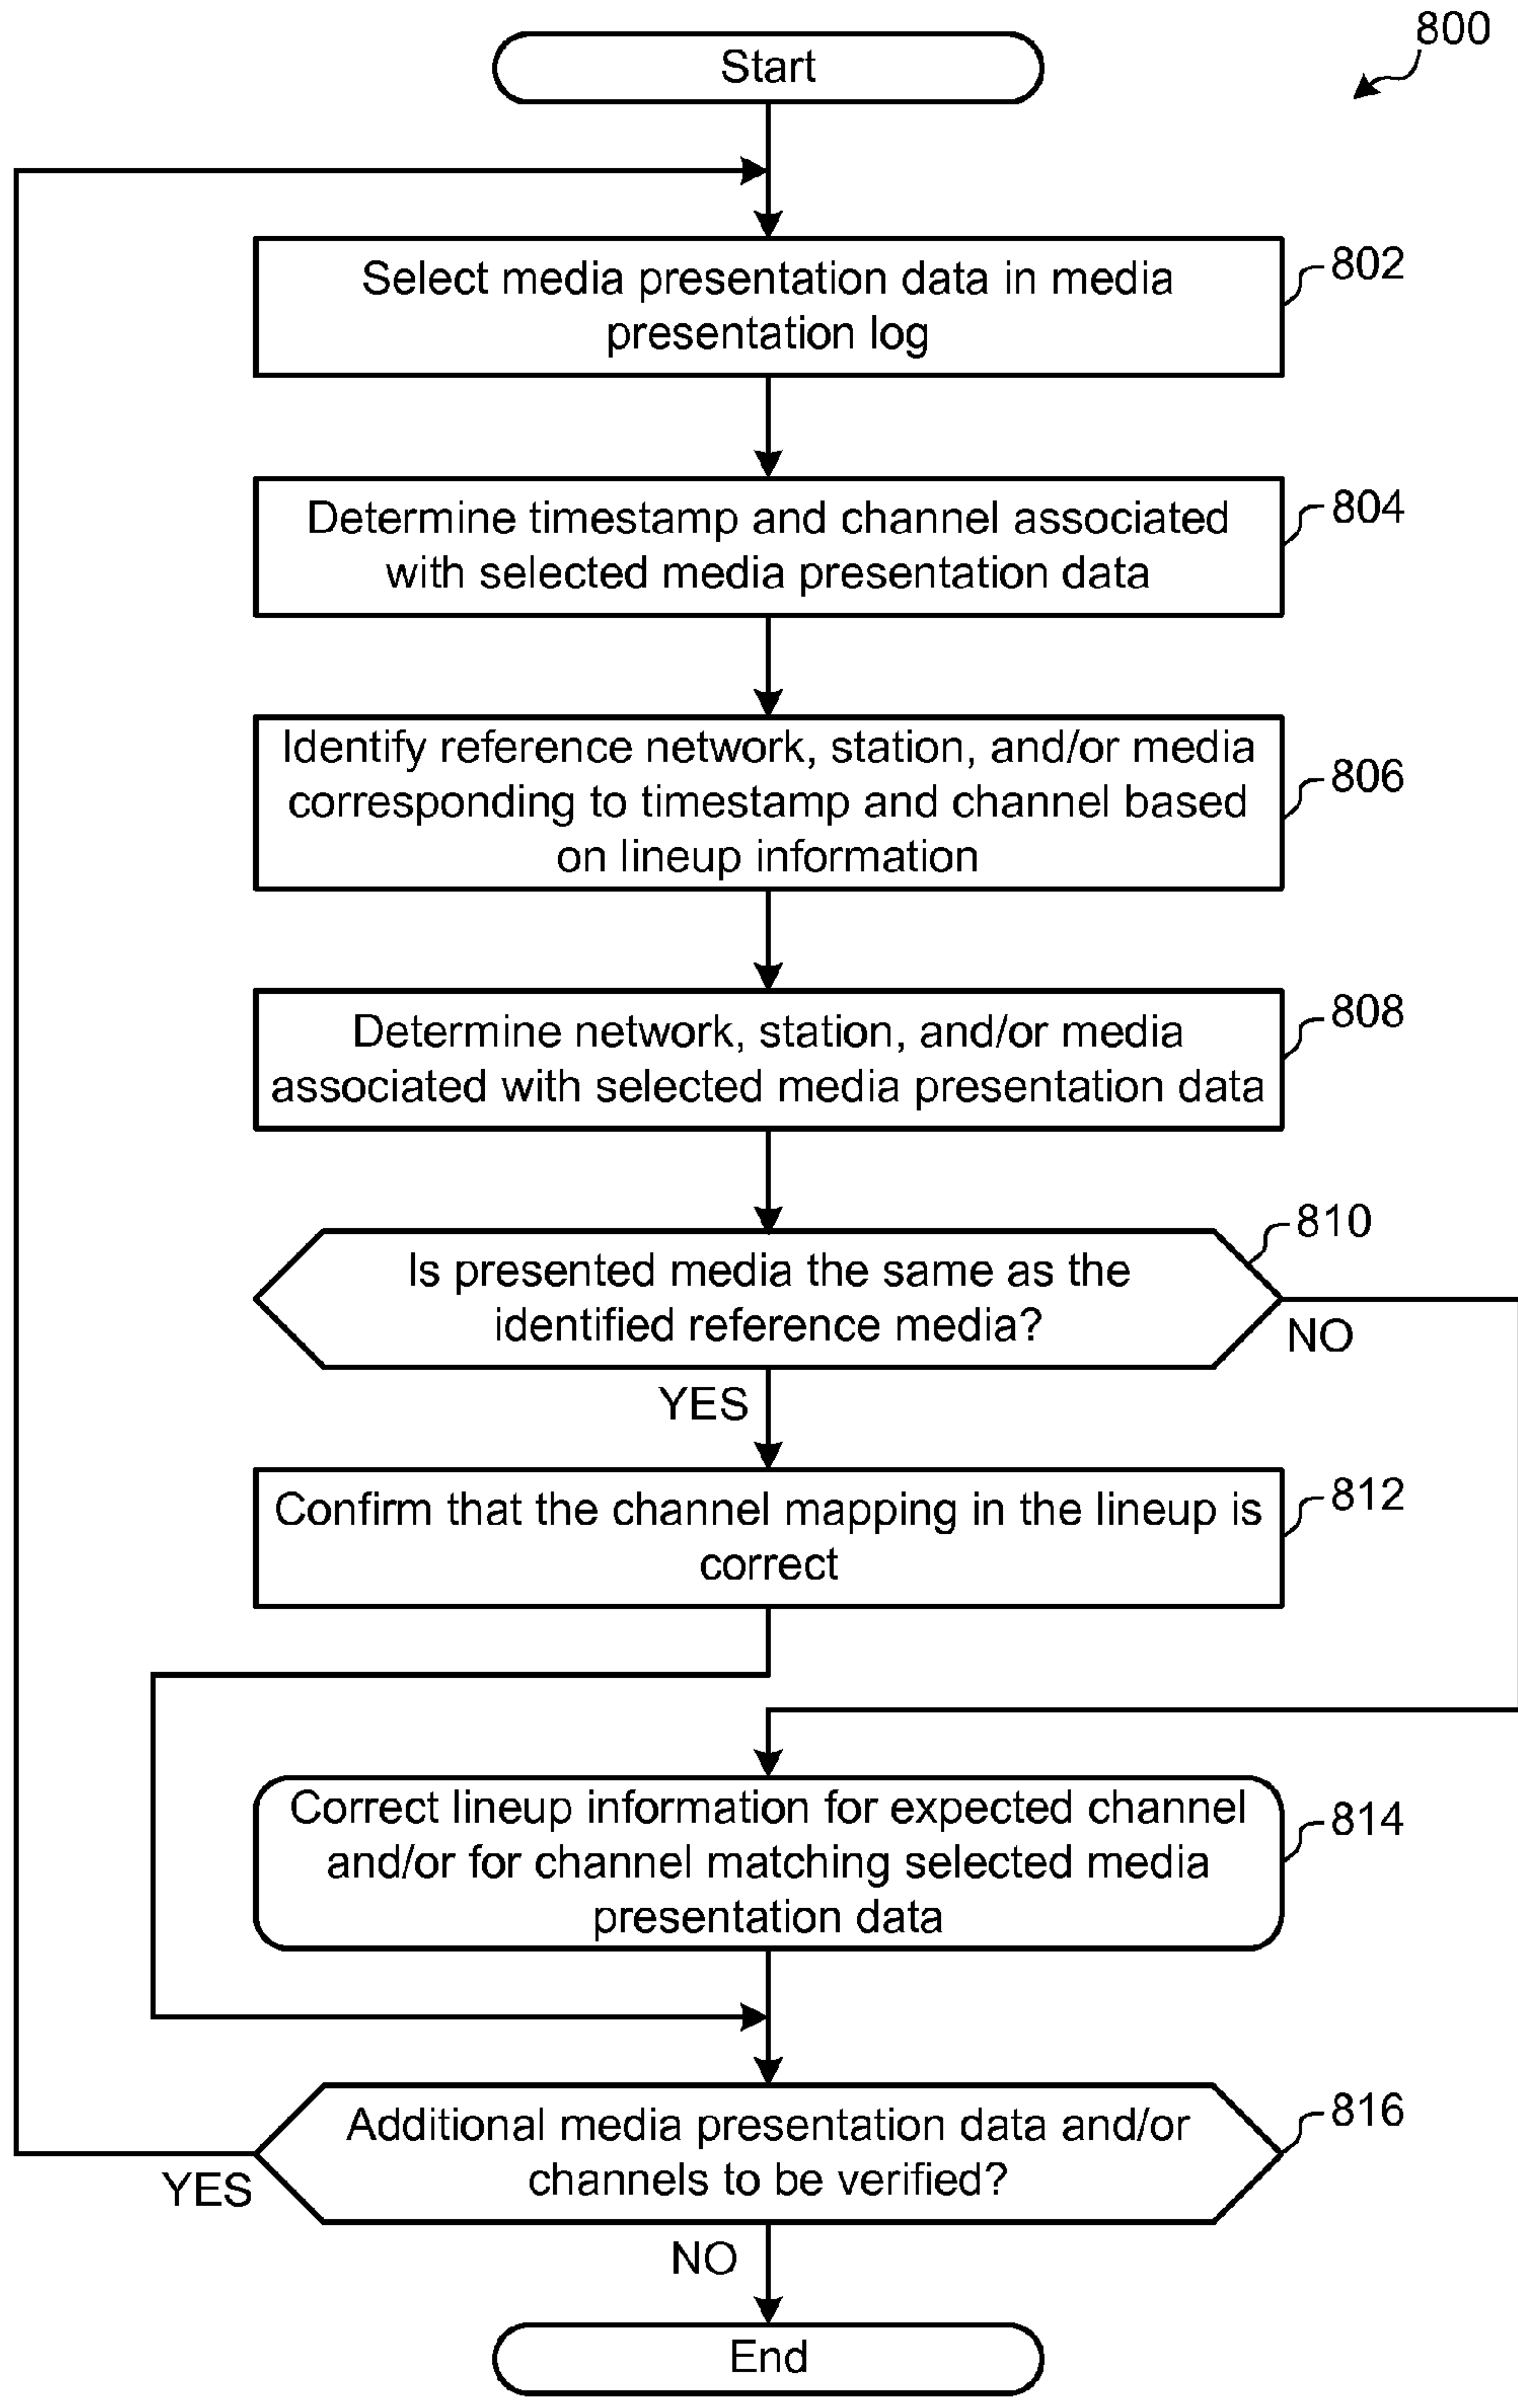 800
Start
Select media presentation data in media
presentation log
802
Determine timestamp and channel associated
with selected media presentation data
804
Identify reference network, station, and/or media
corresponding to timestamp and channel based
on lineup information
806
Determine network, station, and/or media
associated with selected media presentation data
808
Is presented media the same as the
identified reference media?
810
NO
YES
Confirm that the channel mapping in the lineup is
correct
812
Correct lineup information for expected channel
and/or for channel matching selected media
presentation data
814
Additional media presentation data and/or
channels to be verified?
816
YES
NO
End